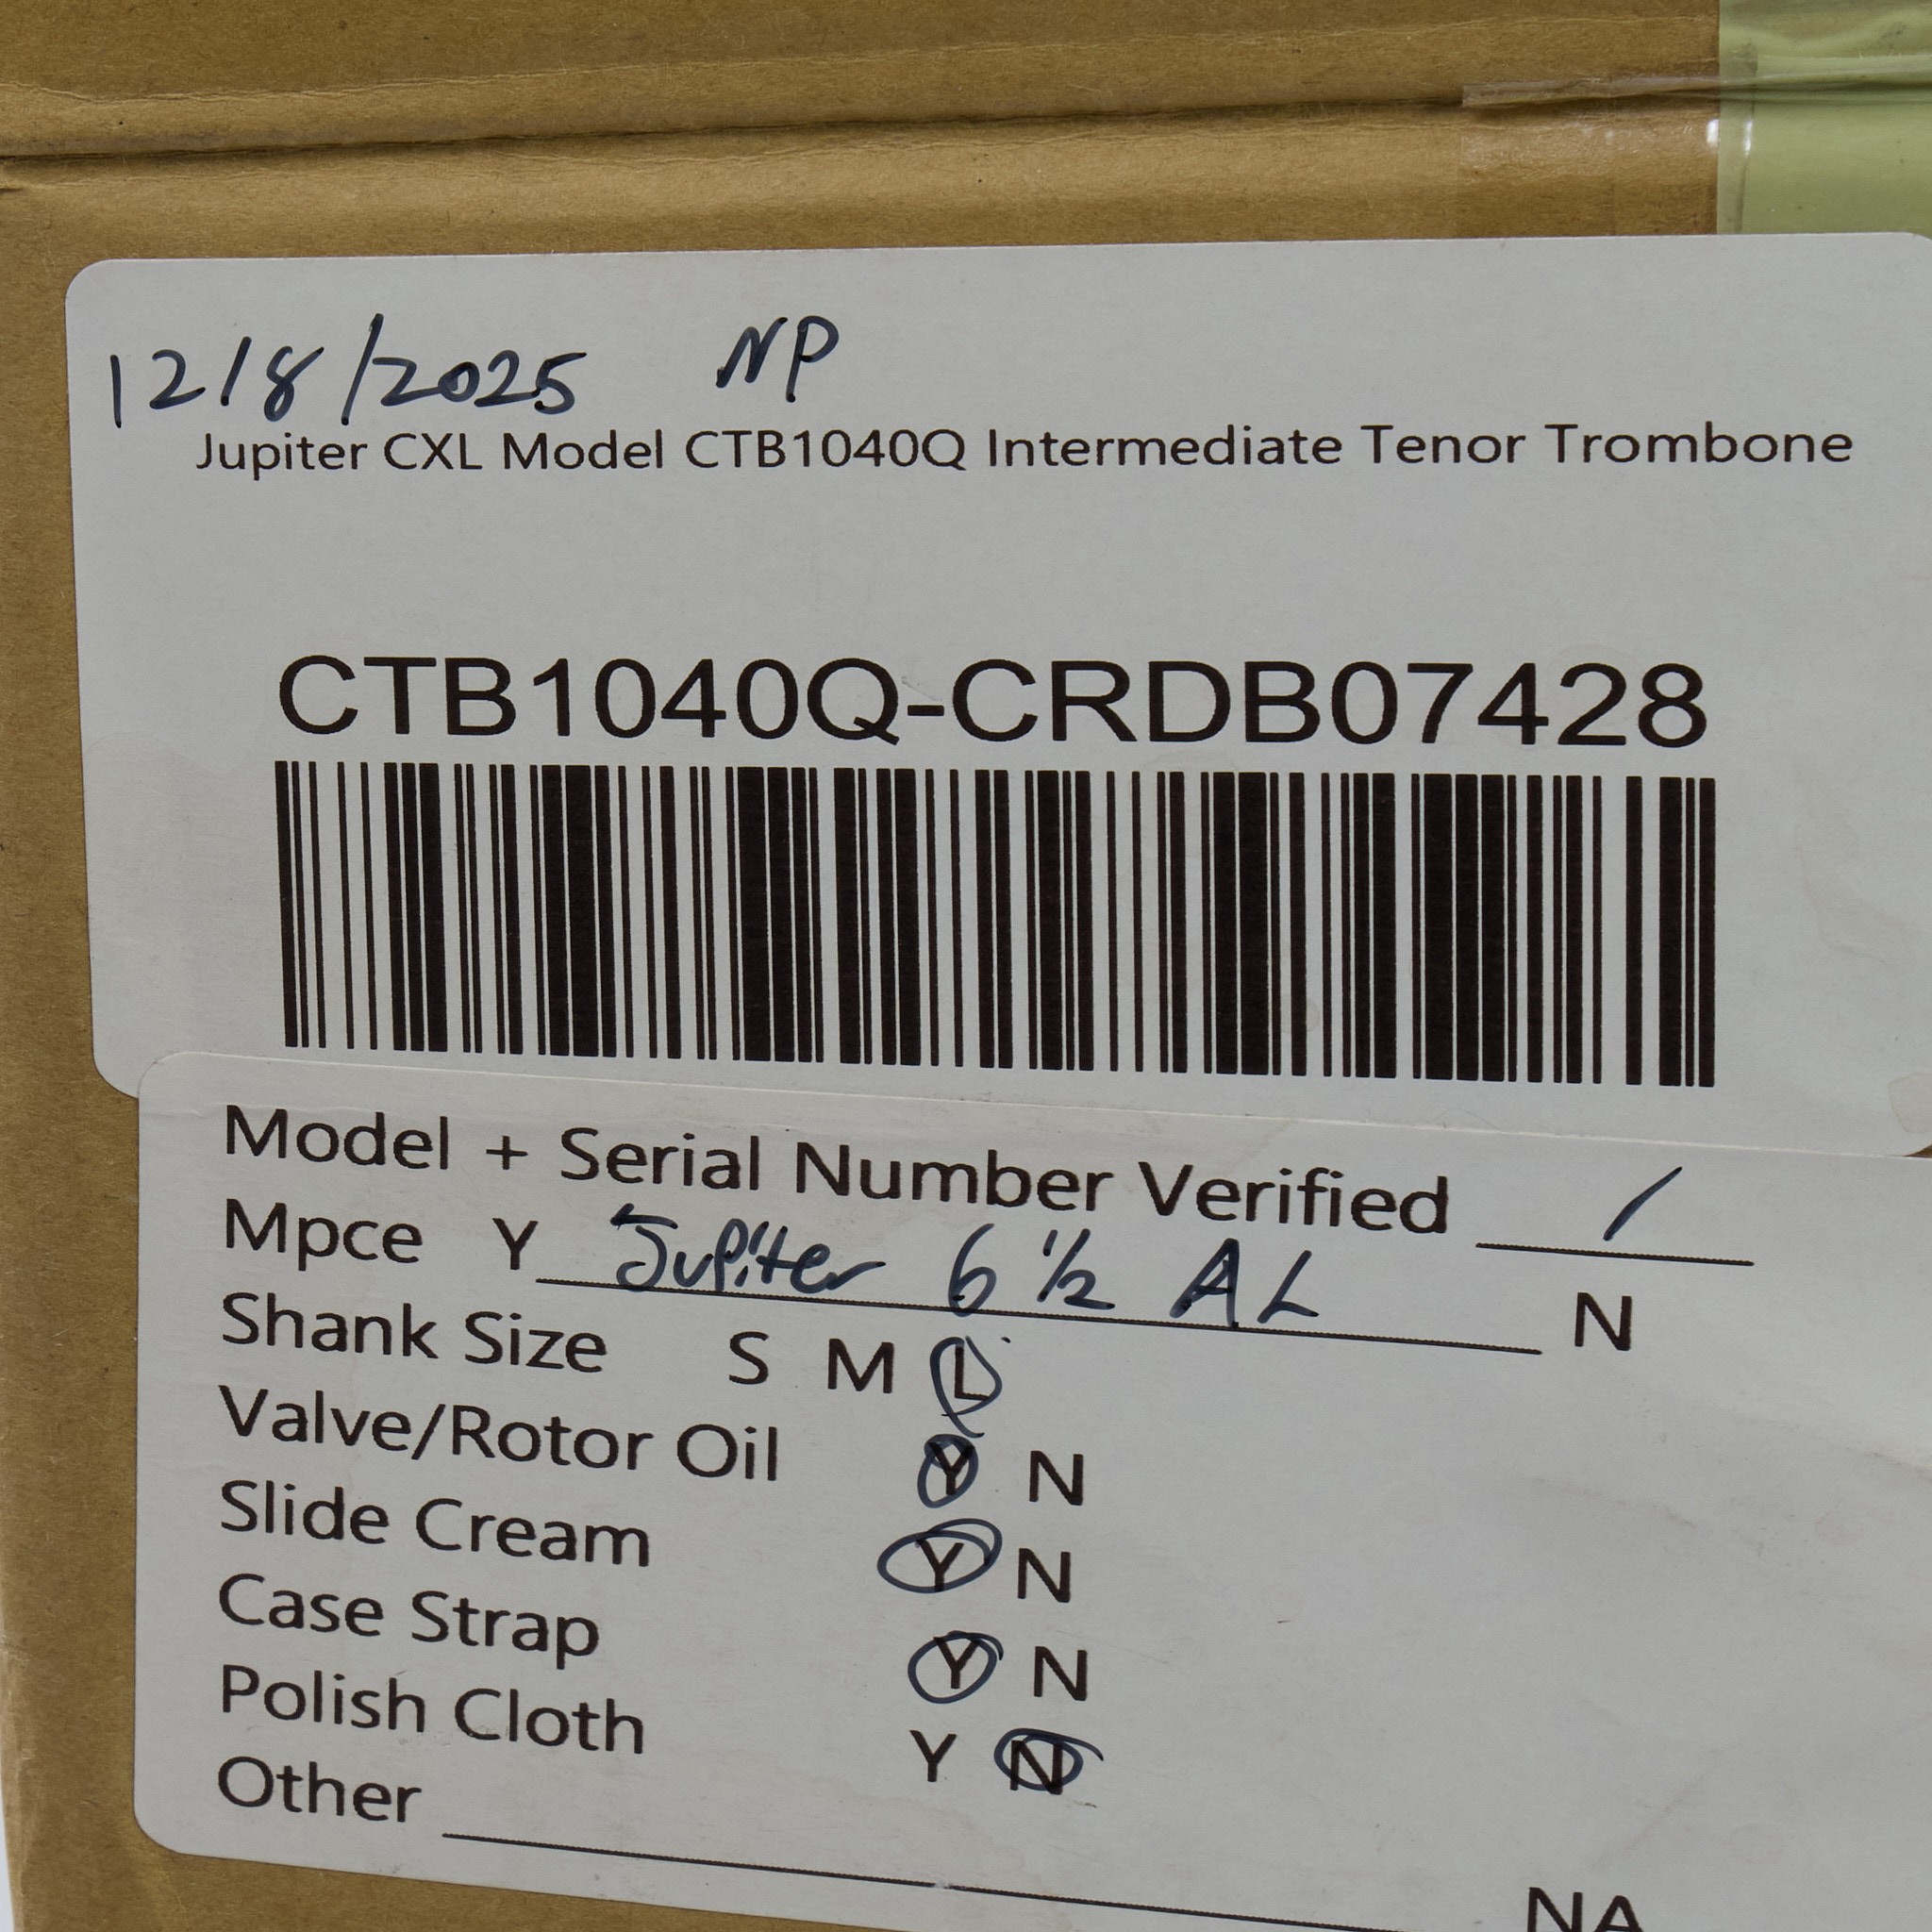 12/8/2025 NP
Jupiter CXL Model CTB1040Q Intermediate Tenor Trombone
CTB1040Q-CRDB07428
Model + Serial Number Verified /
Mpce Y Jupiter 6 1/2 AL N
Shank Size S M L
Valve/Rotor Oil Y N
Slide Cream Y N
Case Strap Y N
Polish Cloth Y N
Other NA